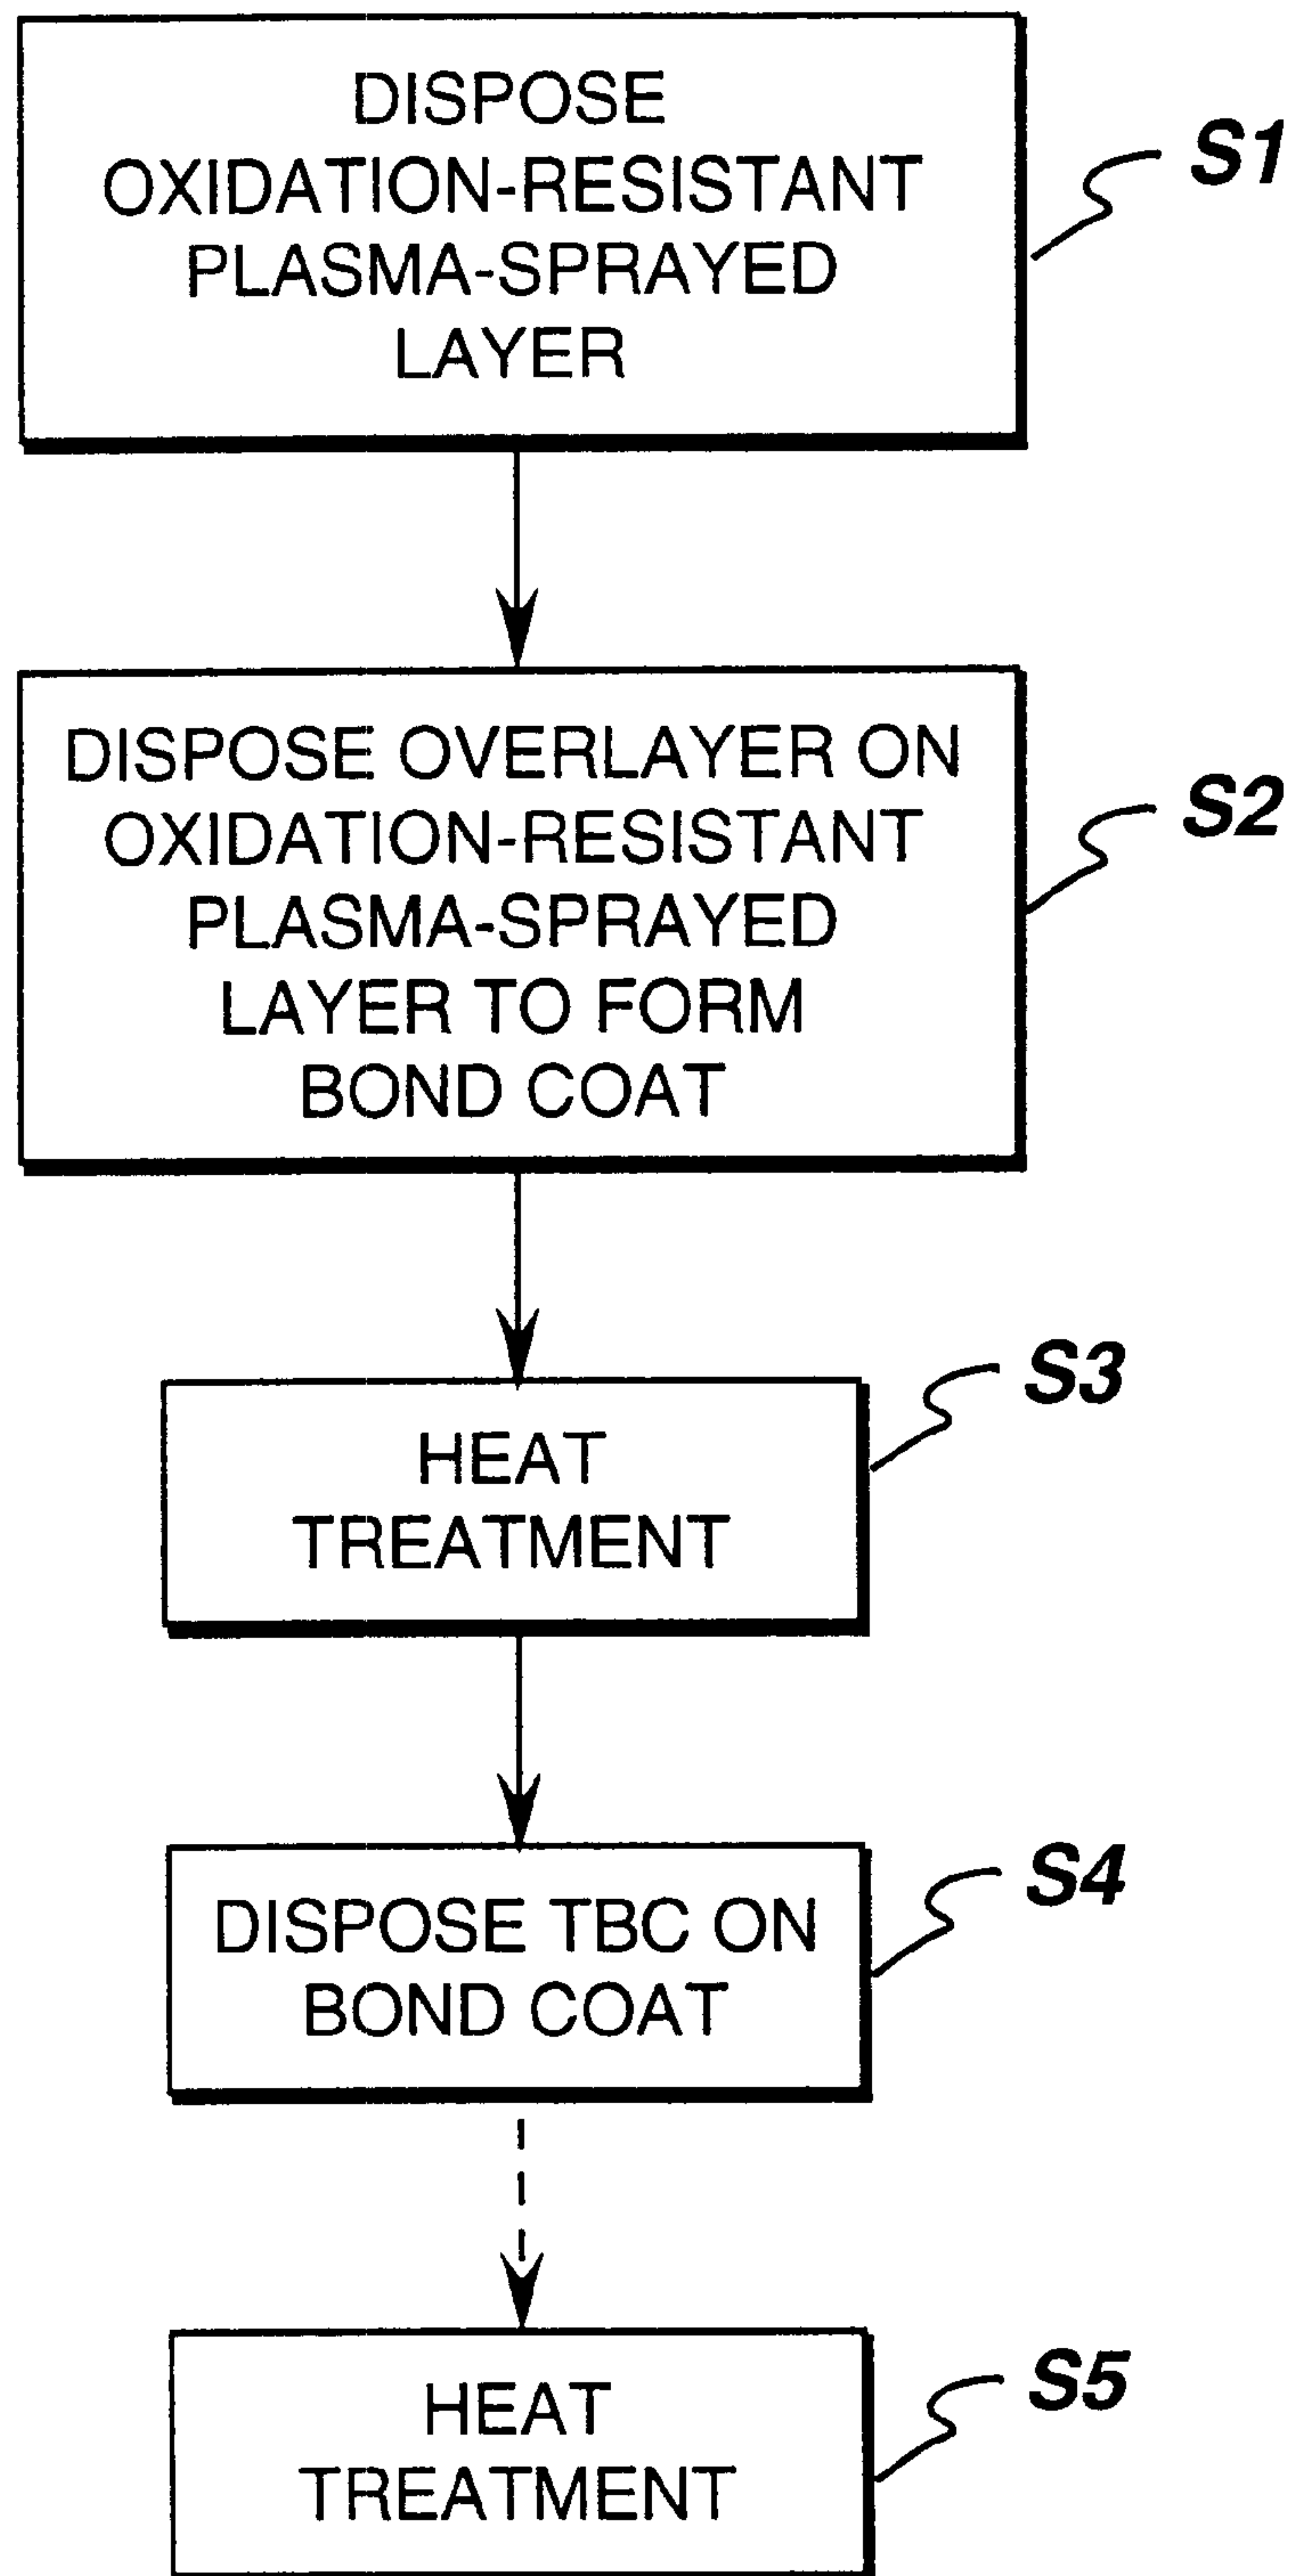 DISPOSE
OXIDATION-RESISTANT
PLASMA-SPRAYED
LAYER
S1
DISPOSE OVERLAYER ON
OXIDATION-RESISTANT
PLASMA-SPRAYED
LAYER TO FORM
BOND COAT
S2
HEAT
TREATMENT
S3
DISPOSE TBC ON
BOND COAT
S4
HEAT
TREATMENT
S5